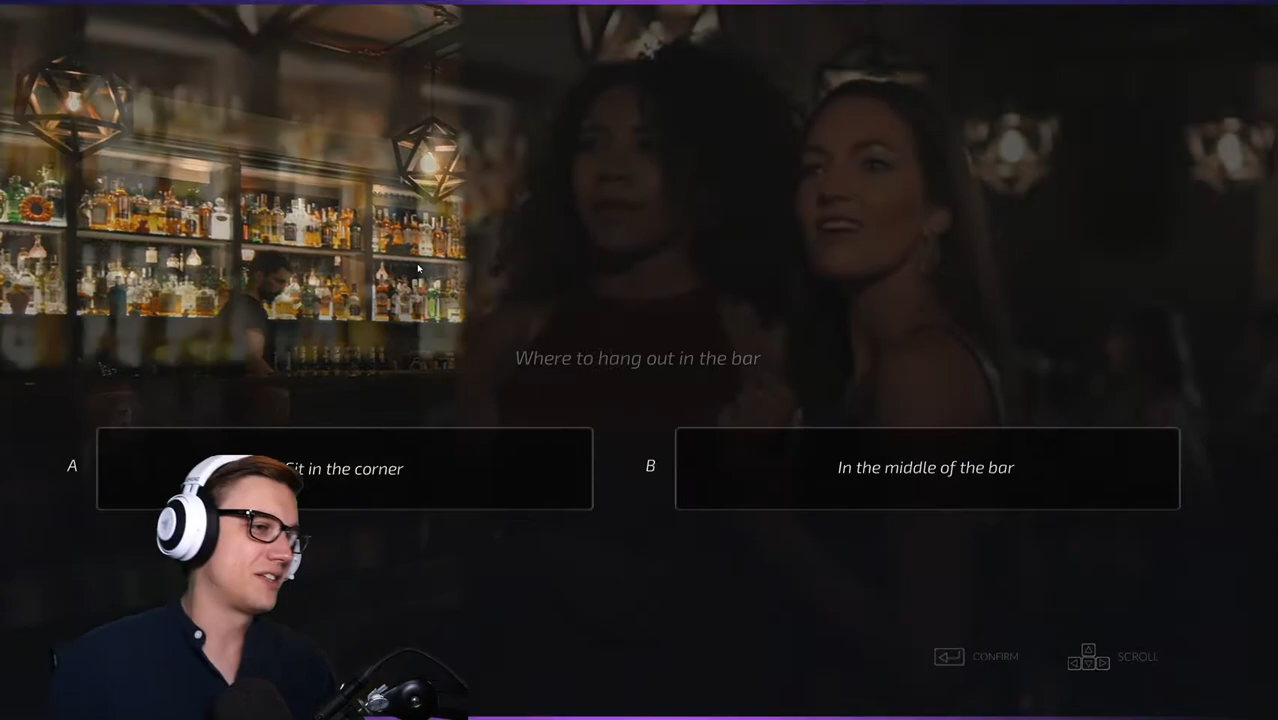 Where to hang out in the bar
A
Sit in the corner
B
In the middle of the bar
CONFIRM
SCROLL